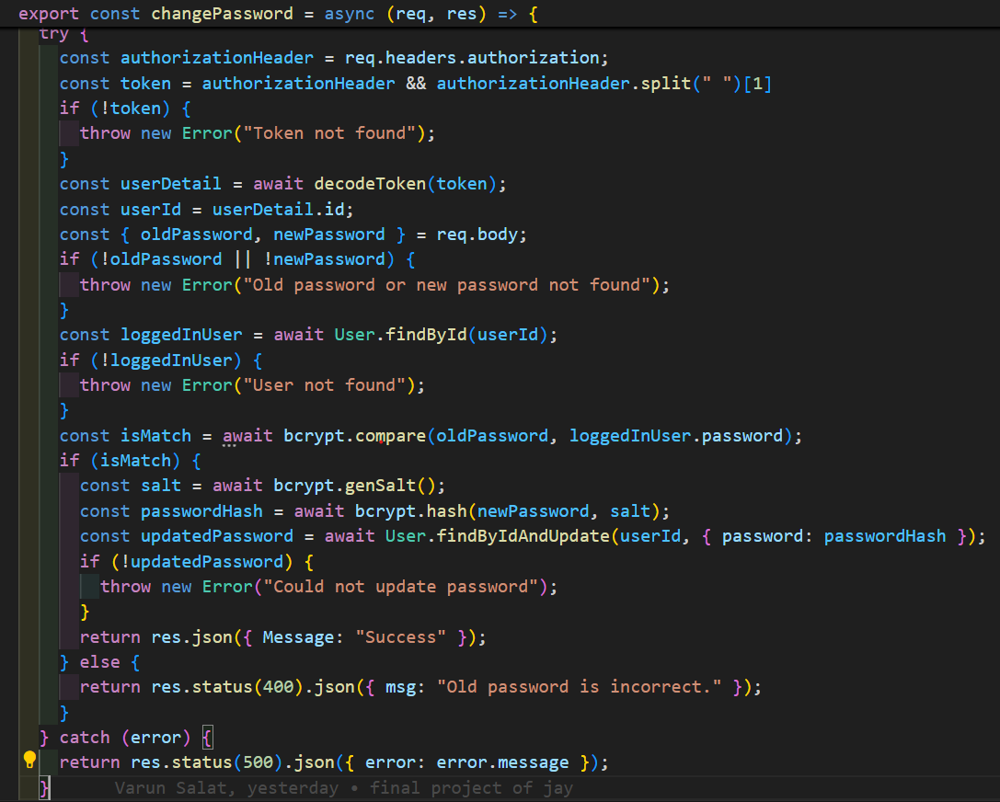 export const changePassword = async (req, res) => {
try {
const authorizationHeader = req.headers.authorization;
const token = authorizationHeader && authorizationHeader.split(" ")[1]
if (!token) {
throw new Error("Token not found");
}
const userDetail = await decodeToken(token);
const userId = userDetail.id;
const { oldPassword, newPassword } = req.body;
if (!oldPassword || !newPassword) {
throw new Error("Old password or new password not found");
}
const loggedInUser = await User.findById(userId);
if (!loggedInUser) {
throw new Error("User not found");
}
const isMatch = await bcrypt.compare(oldPassword, loggedInUser.password);
if (isMatch) {
const salt = await bcrypt.genSalt();
const passwordHash = await bcrypt.hash(newPassword, salt);
const updatedPassword = await User.findByIdAndUpdate(userId, { password: passwordHash });
if (!updatedPassword) {
throw new Error("Could not update password");
}
return res.json({ Message: "Success" });
} else {
return res.status(400).json({ msg: "Old password is incorrect." });
}
} catch (error) {
return res.status(500).json({ error: error.message });
} Varun Salat, yesterday • final project of jay